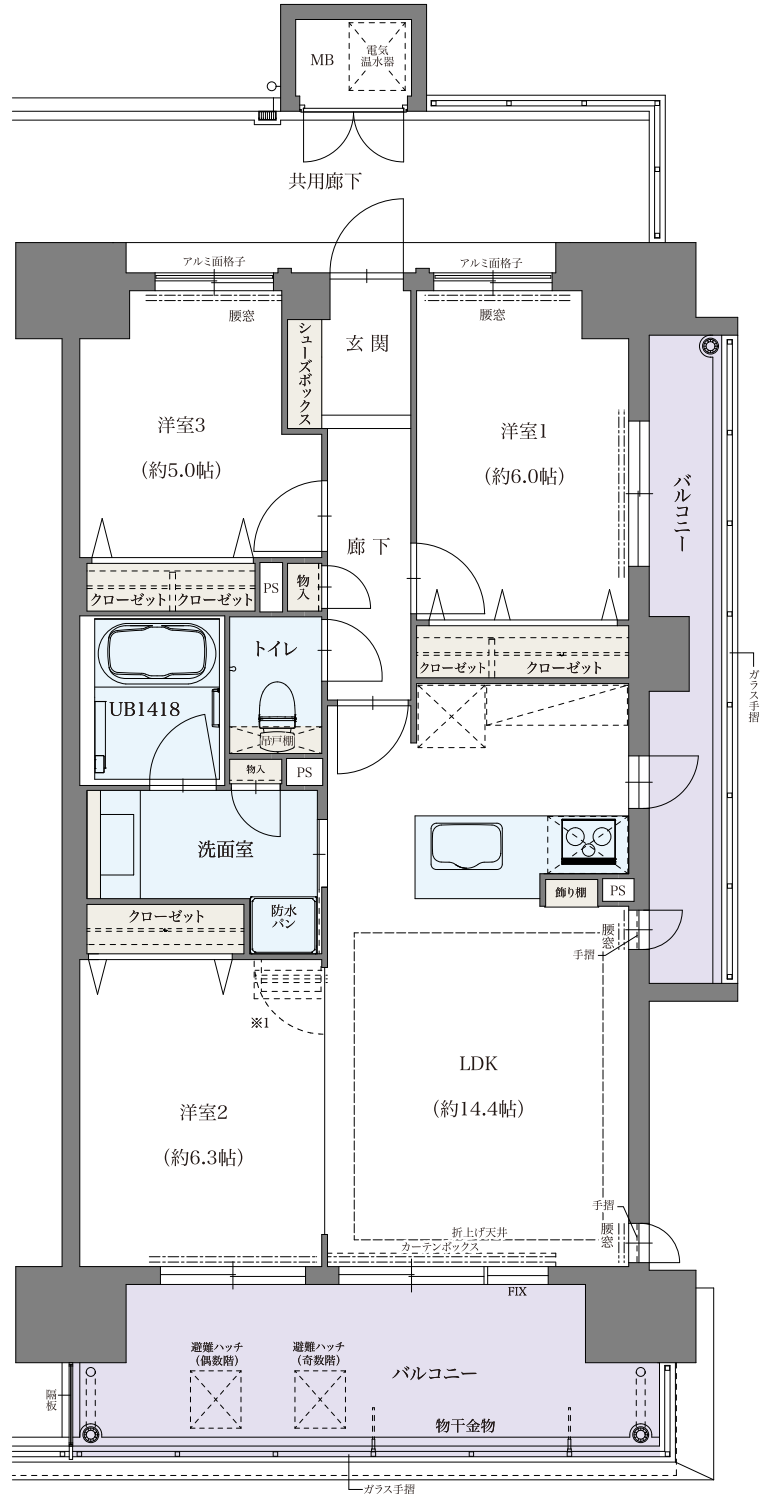 MB
電気
温水器
共用廊下
アルミ面格子
アルミ面格子
腰窓
腰窓
シューズボックス
玄関
洋室3
(約5.0帖)
洋室1
(約6.0帖)
バルコニー
廊下
クローゼット
クローゼット
PS
物入
トイレ
クローゼット
クローゼット
ガラス手摺
UB1418
吊戸棚
物入
PS
洗面室
飾り棚
PS
クローゼット
防水
パン
腰窓
手摺
※1
LDK
(約14.4帖)
洋室2
(約6.3帖)
手摺
腰窓
折上げ天井
カーテンボックス
FIX
避難ハッチ
(偶数階)
避難ハッチ
(奇数階)
バルコニー
隔板
物干金物
ガラス手摺